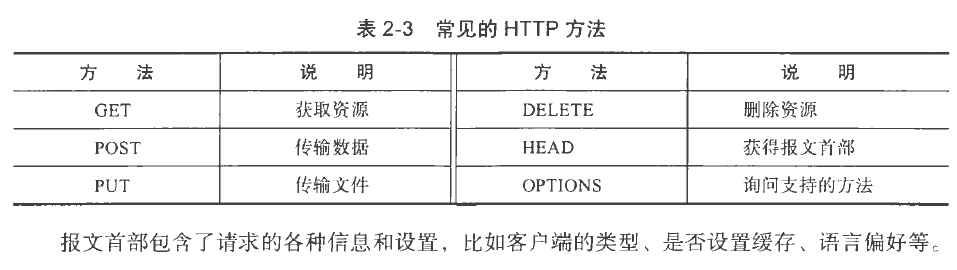 表 2-3 常见的 HTTP 方法
方 法 说 明 方 法 说 明
GET 获取资源 DELETE 删除资源
POST 传输数据 HEAD 获得报文首部
PUT 传输文件 OPTIONS 询问支持的方法
报文首部包含了请求的各种信息和设置，比如客户端的类型、是否设置缓存、语言偏好等。